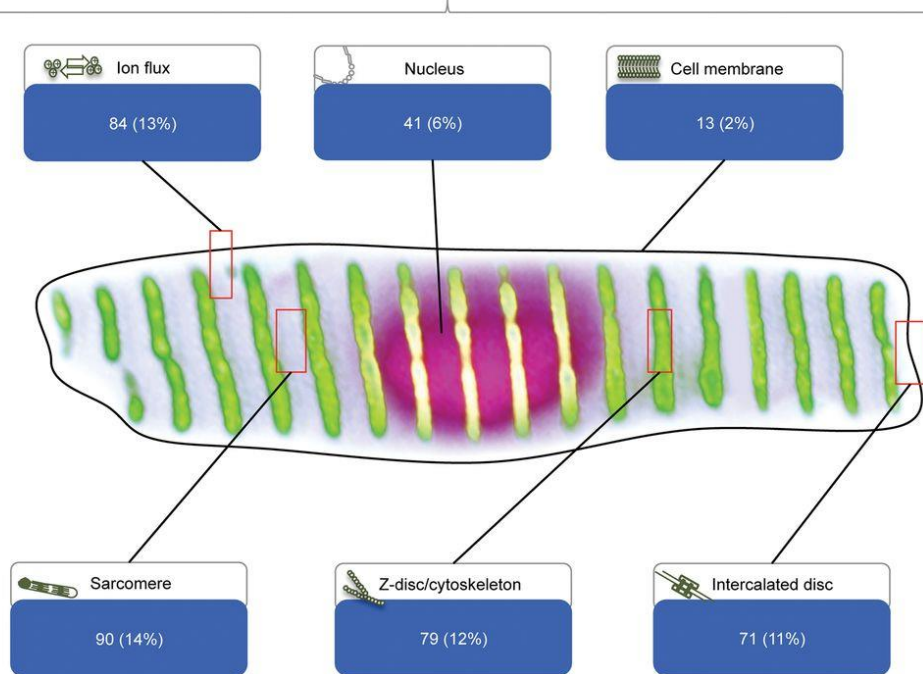 Ion flux
84 (13%)
Nucleus
41 (6%)
Cell membrane
13 (2%)
Sarcomere
90 (14%)
Z-disc/cytoskeleton
79 (12%)
Intercalated disc
71 (11%)